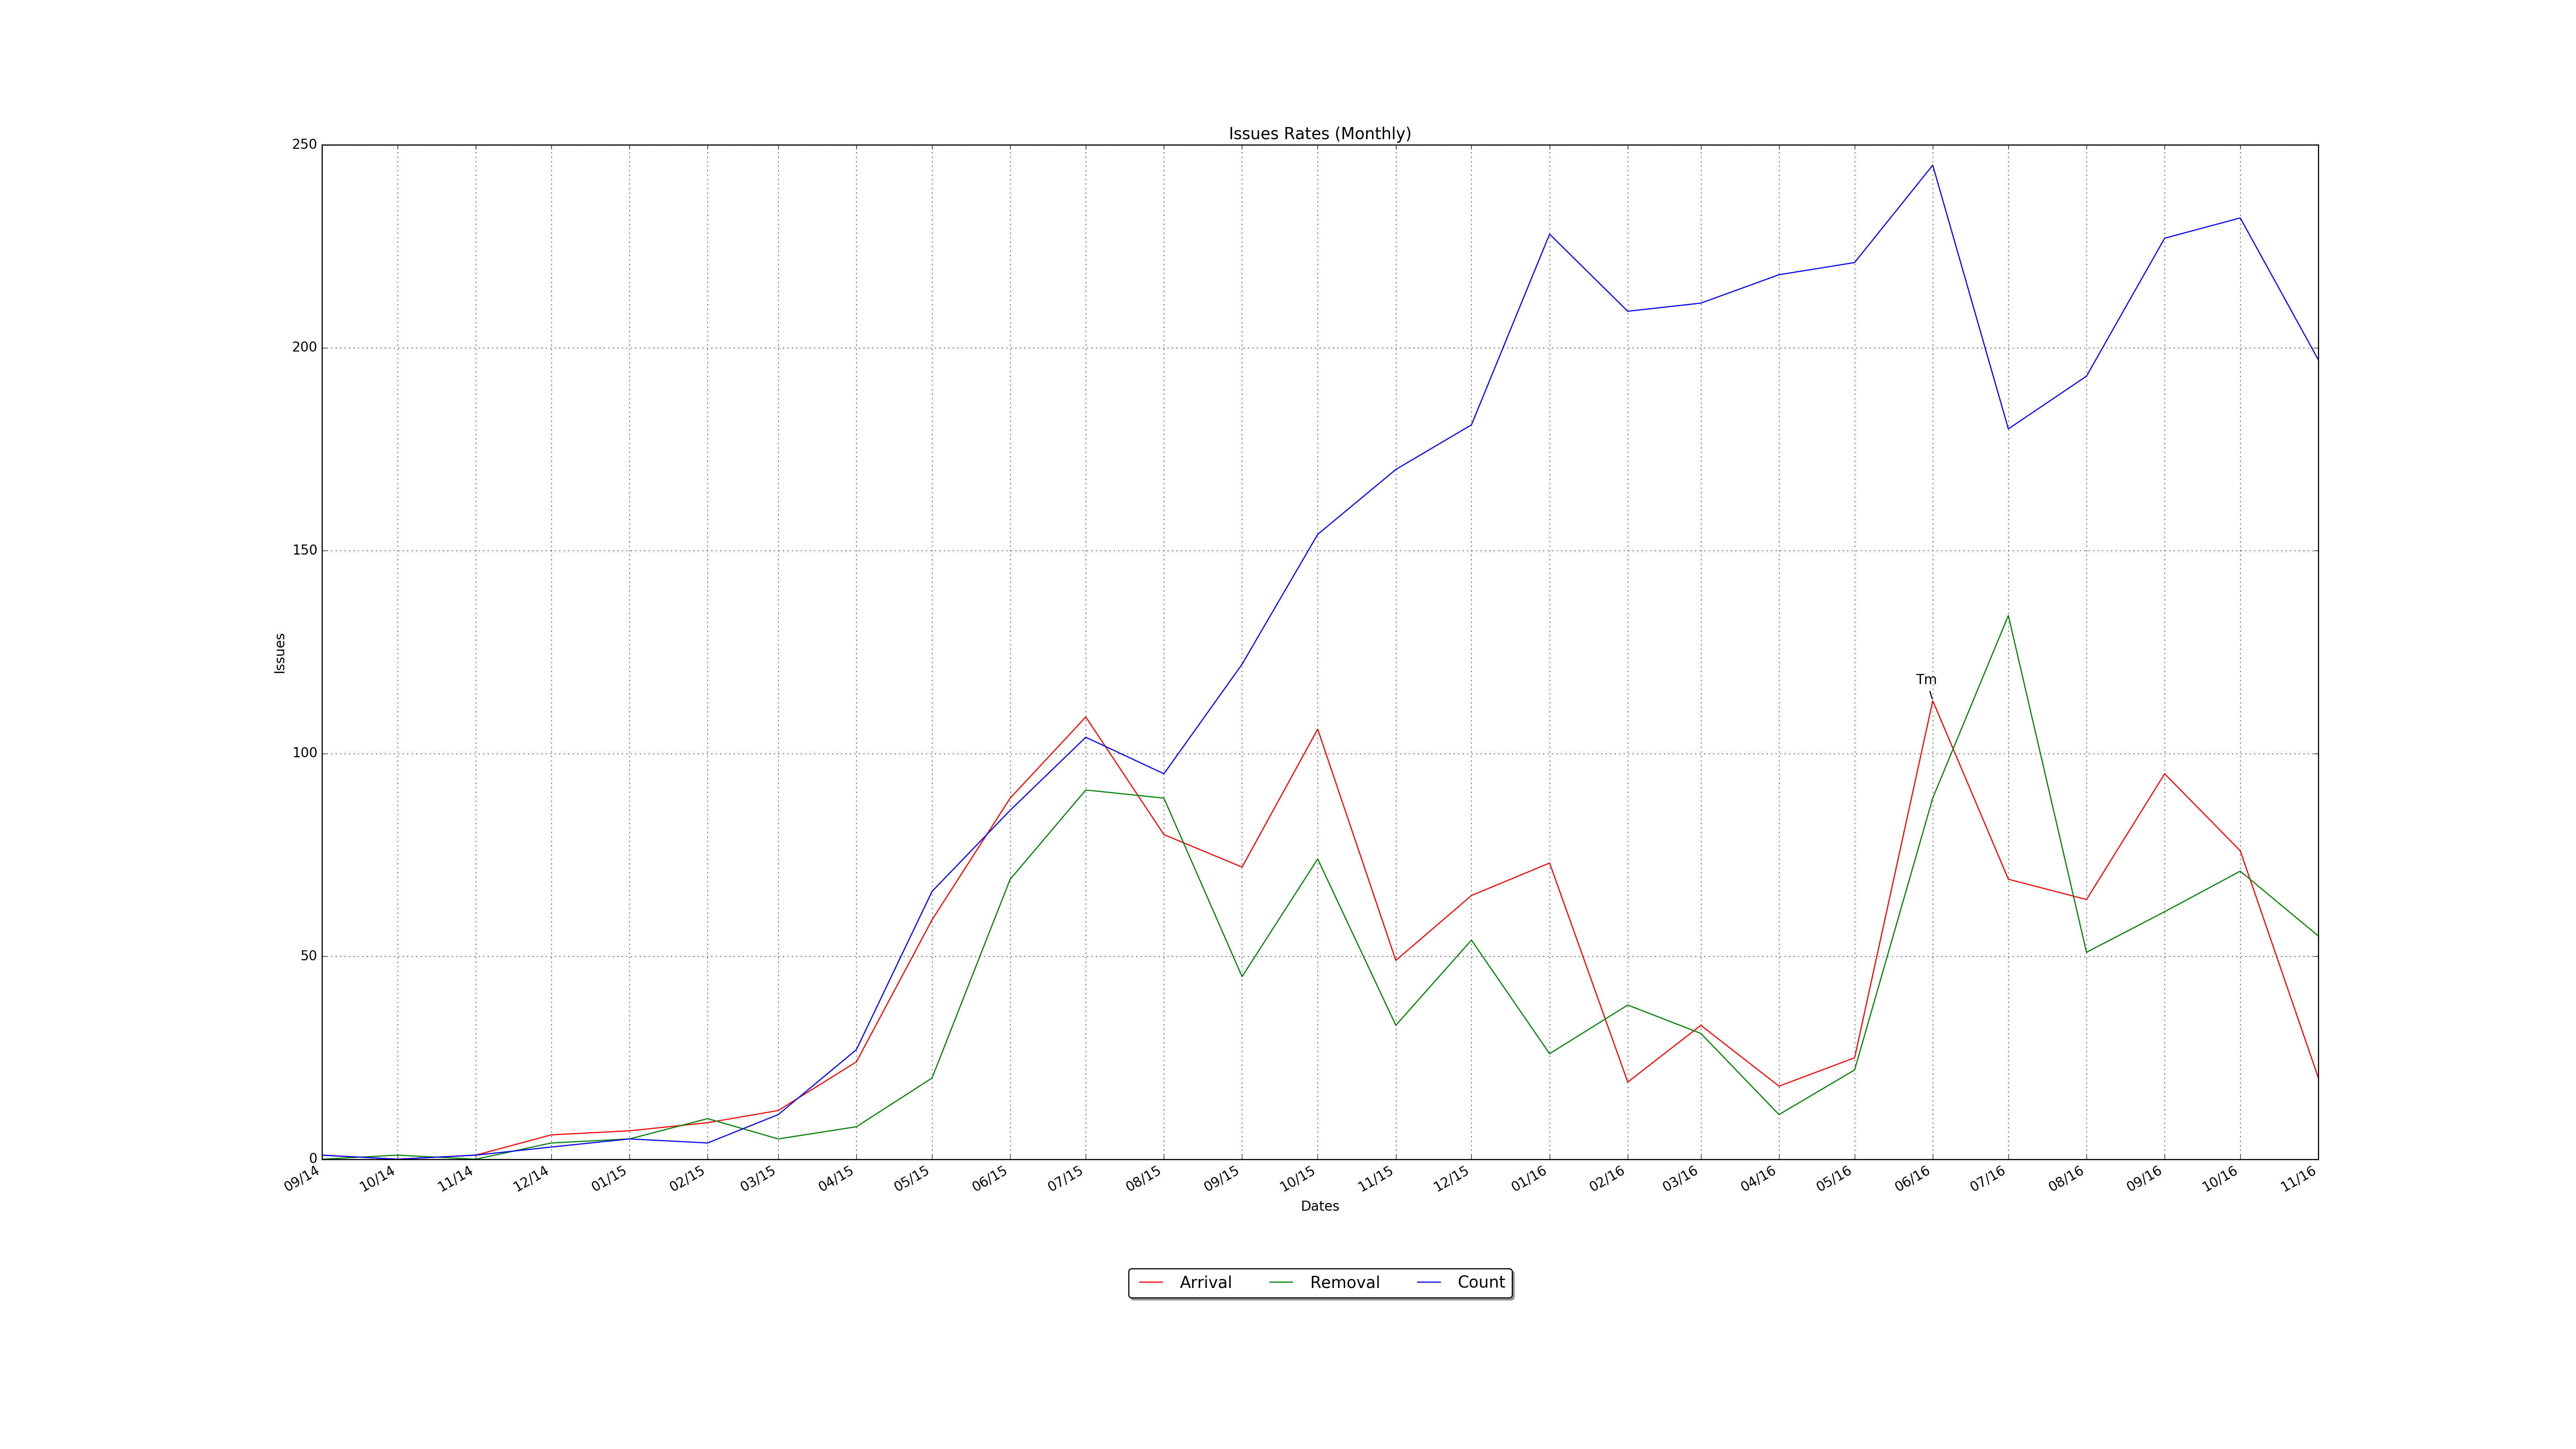 Issues Rates (Monthly)
250
200
150
100
50
0
Issues
Tm
09/14 10/14 11/14 12/14 01/15 02/15 03/15 04/15 05/15 06/15 07/15 08/15 09/15 10/15 11/15 12/15 01/16 02/16 03/16 04/16 05/16 06/16 07/16 08/16 09/16 10/16 11/16
Dates
Arrival Removal Count